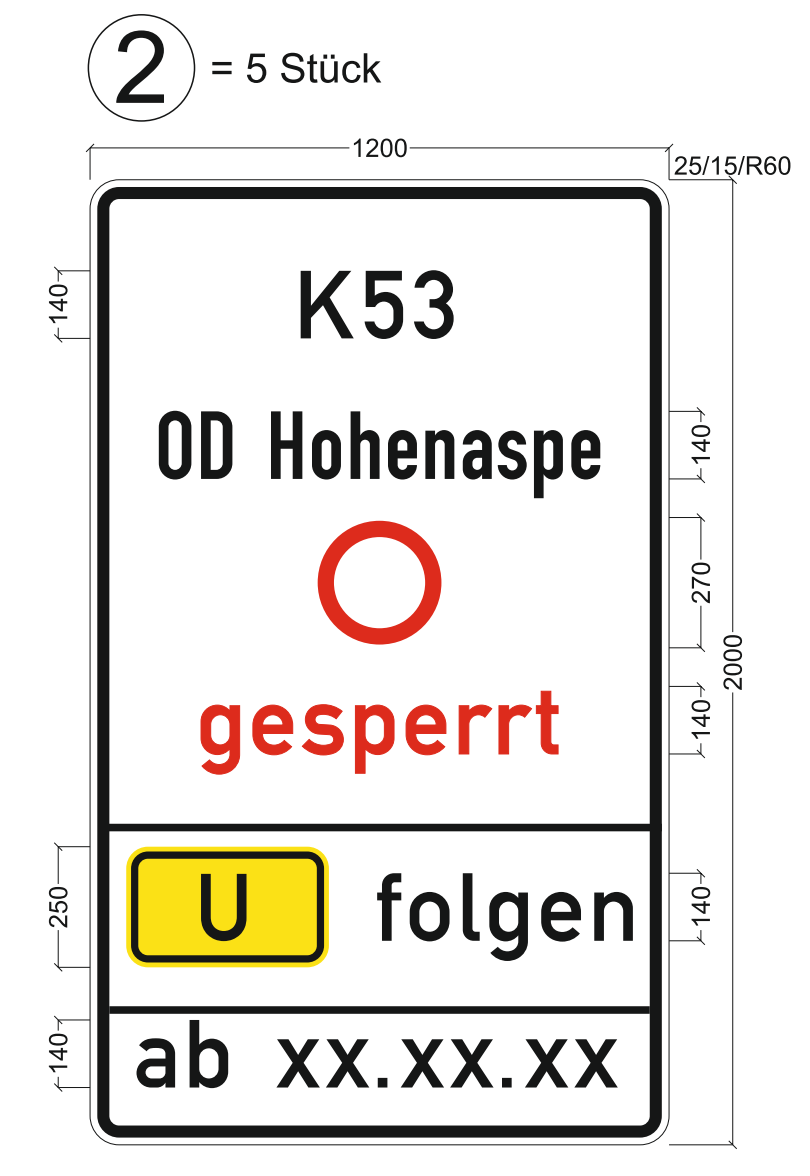 2 = 5 Stück
1200
25/15/R60
140
K53
140
OD Hohenaspe
270
2000
140
gesperrt
250
U folgen
140
140
ab xx.xx.xx